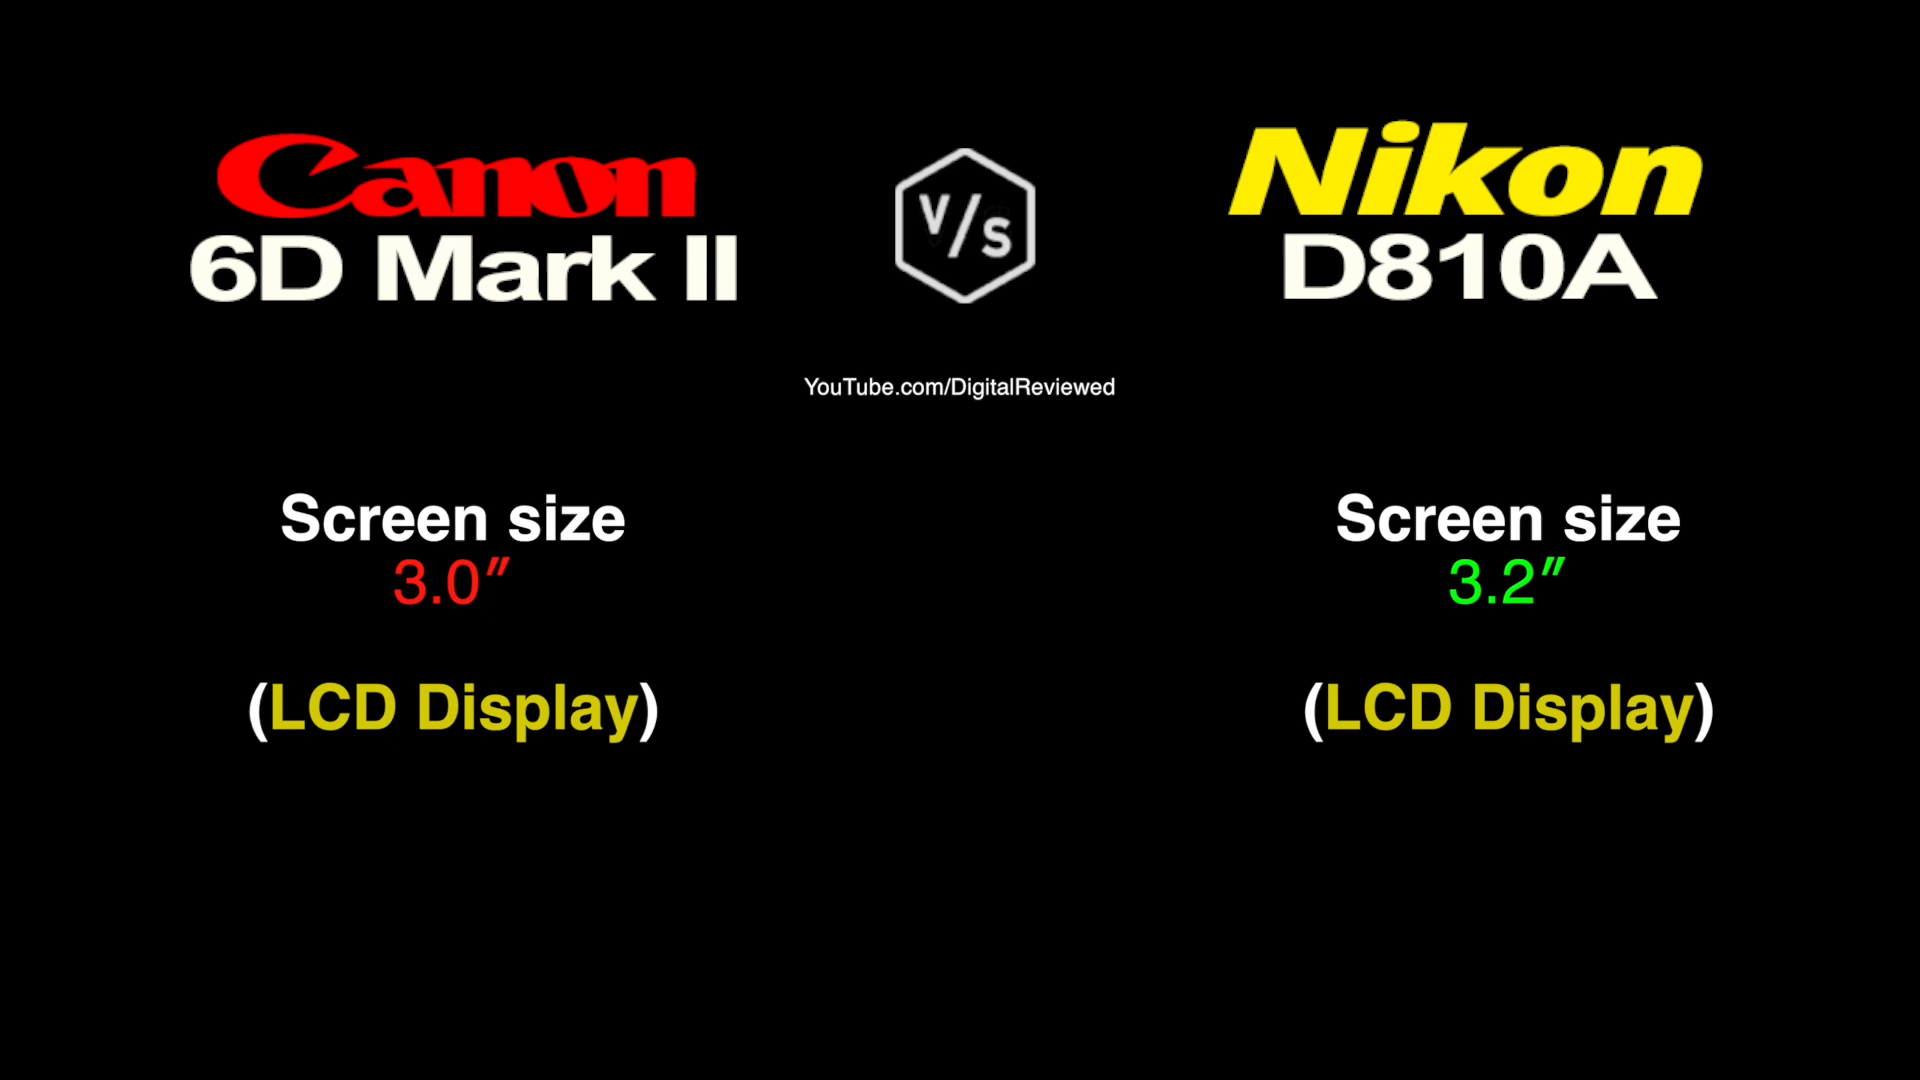 Canon
6D Mark II
V/S
Nikon
D810A
YouTube.com/DigitalReviewed
Screen size
3.0″
(LCD Display)
Screen size
3.2″
(LCD Display)